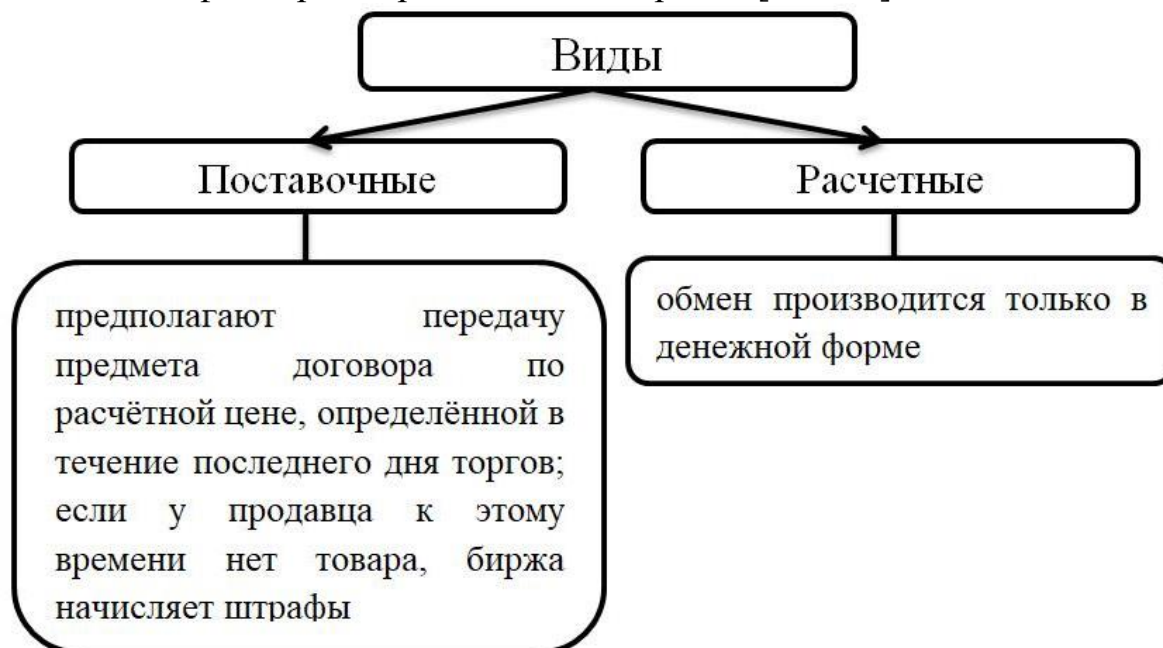 Виды
Поставочные
Расчетные
предполагают передачу
предмета договора по
расчётной цене, определённой в
течение последнего дня торгов;
если у продавца к этому
времени нет товара, биржа
начисляет штрафы
обмен производится только в
денежной форме